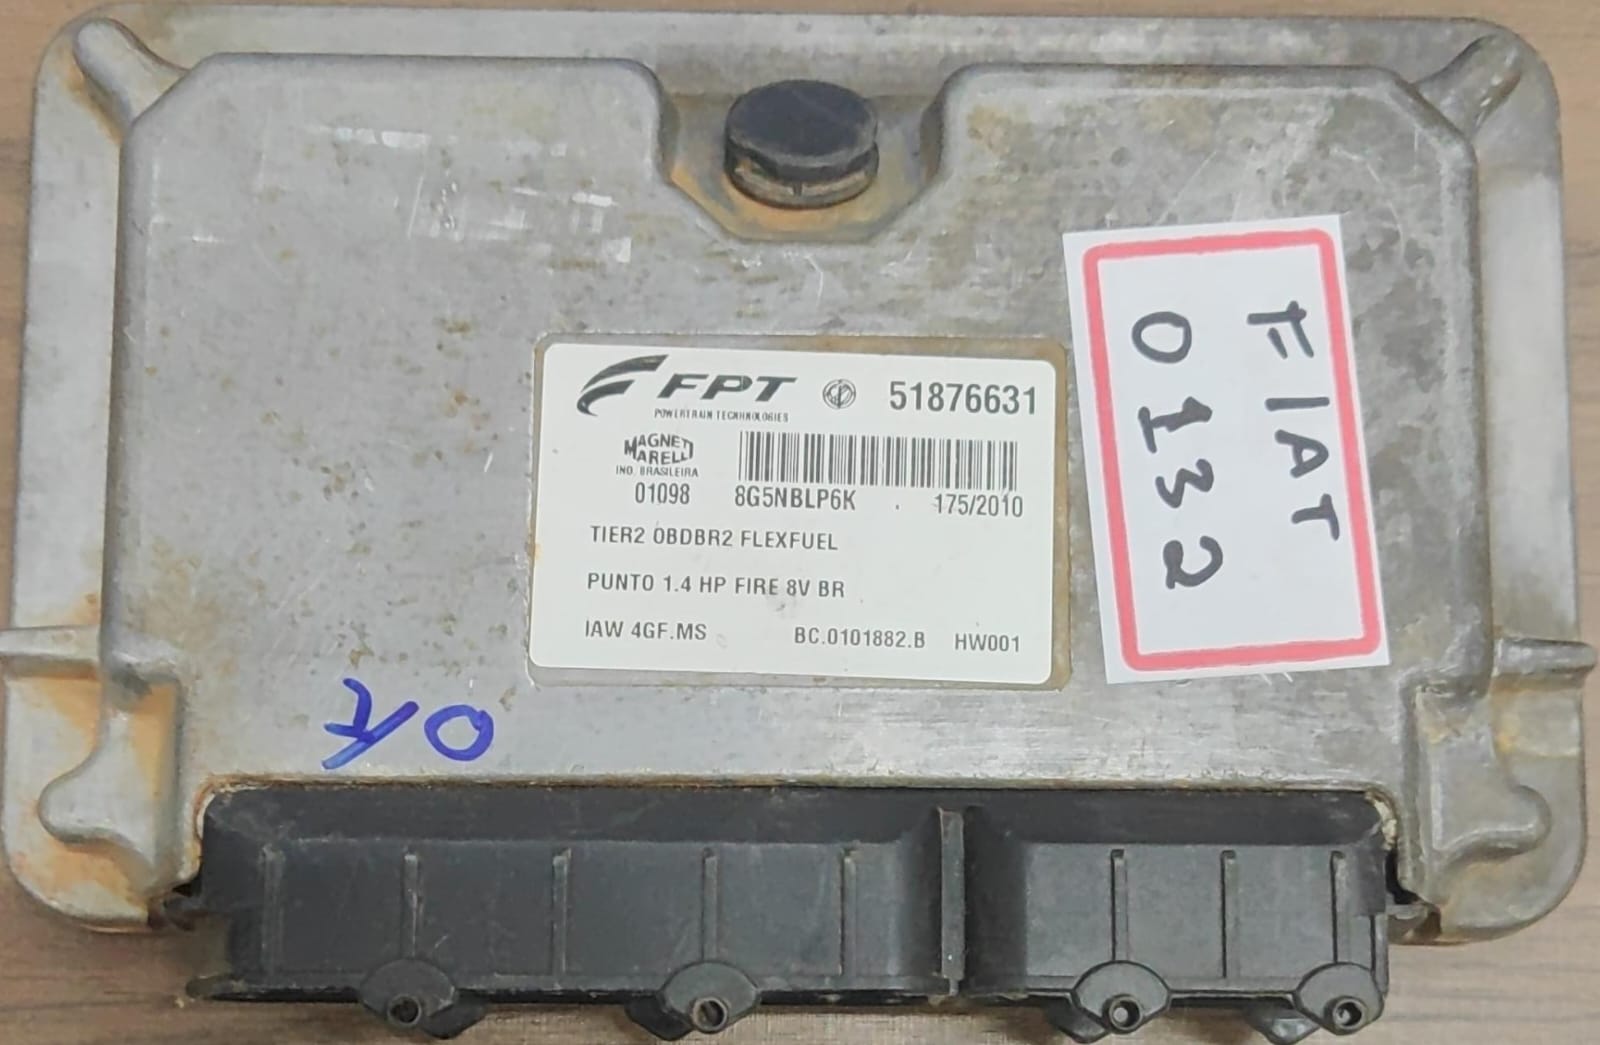 FPT 51876631
POWERTRAIN TECHNOLOGIES
MAGNETI
MARELLI
IND. BRASILEIRA
01098 8G5NBLP6K . 175/2010
TIER2 OBDBR2 FLEXFUEL
PUNTO 1.4 HP FIRE 8V BR
IAW 4GF.MS BC.0101882.B HW001
FIAT
0132
OK